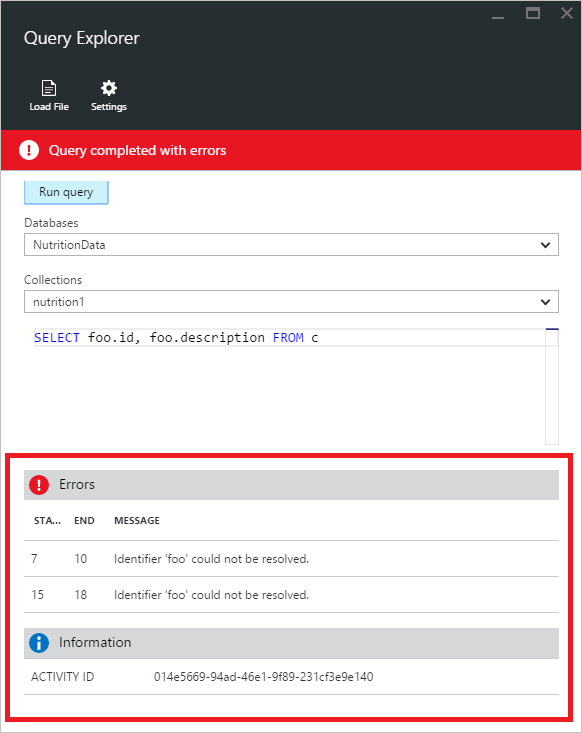 Query Explorer
Load File Settings
! Query completed with errors
Run query
Databases
NutritionData
Collections
nutrition1
SELECT foo.id, foo.description FROM c
! Errors
STA... END MESSAGE
7 10 Identifier 'foo' could not be resolved.
15 18 Identifier 'foo' could not be resolved.
i Information
ACTIVITY ID 014e5669-94ad-46e1-9f89-231cf3e9e140